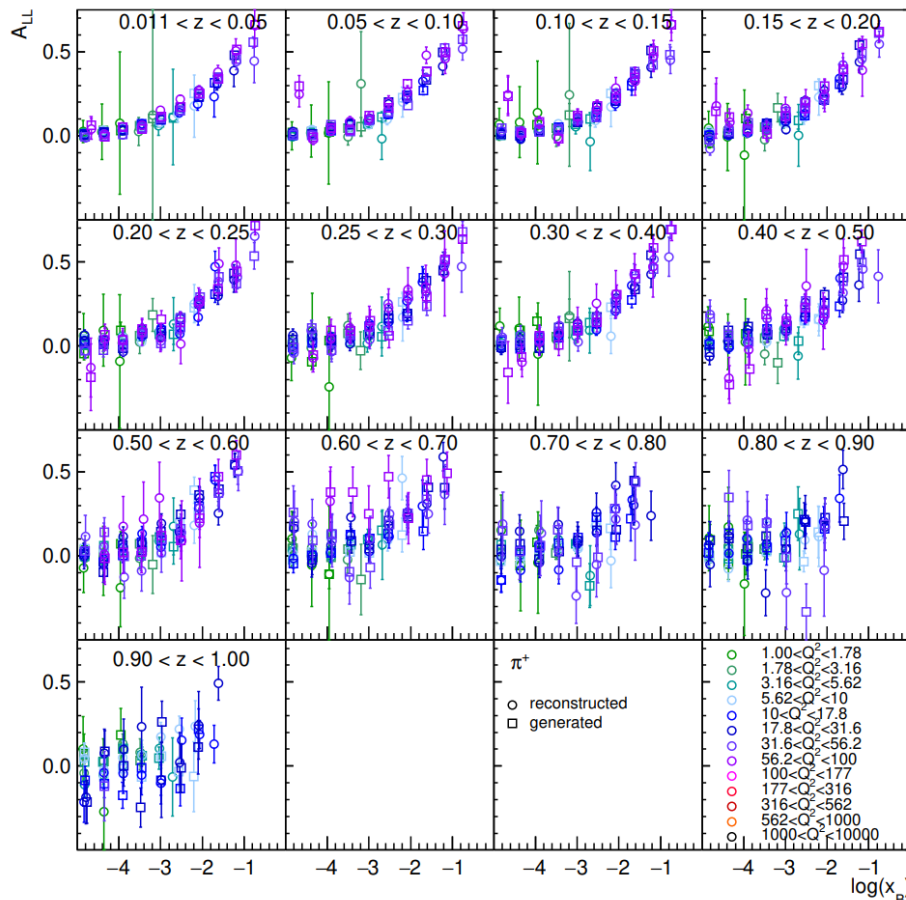 A_LL
0.011 < z < 0.05
0.05 < z < 0.10
0.10 < z < 0.15
0.15 < z < 0.20
0.5
0.0
0.20 < z < 0.25
0.25 < z < 0.30
0.30 < z < 0.40
0.40 < z < 0.50
0.5
0.0
0.50 < z < 0.60
0.60 < z < 0.70
0.70 < z < 0.80
0.80 < z < 0.90
0.5
0.0
0.90 < z < 1.00
0.5
0.0
π+
reconstructed
generated
1.00<Q²<1.78
1.78<Q²<3.16
3.16<Q²<5.62
5.62<Q²<10
10<Q²<17.8
17.8<Q²<31.6
31.6<Q²<56.2
56.2<Q²<100
100<Q²<177
177<Q²<316
316<Q²<562
562<Q²<1000
1000<Q²<10000
−4 −3 −2 −1 −4 −3 −2 −1 −4 −3 −2 −1 −4 −3 −2 −1
log(x_B